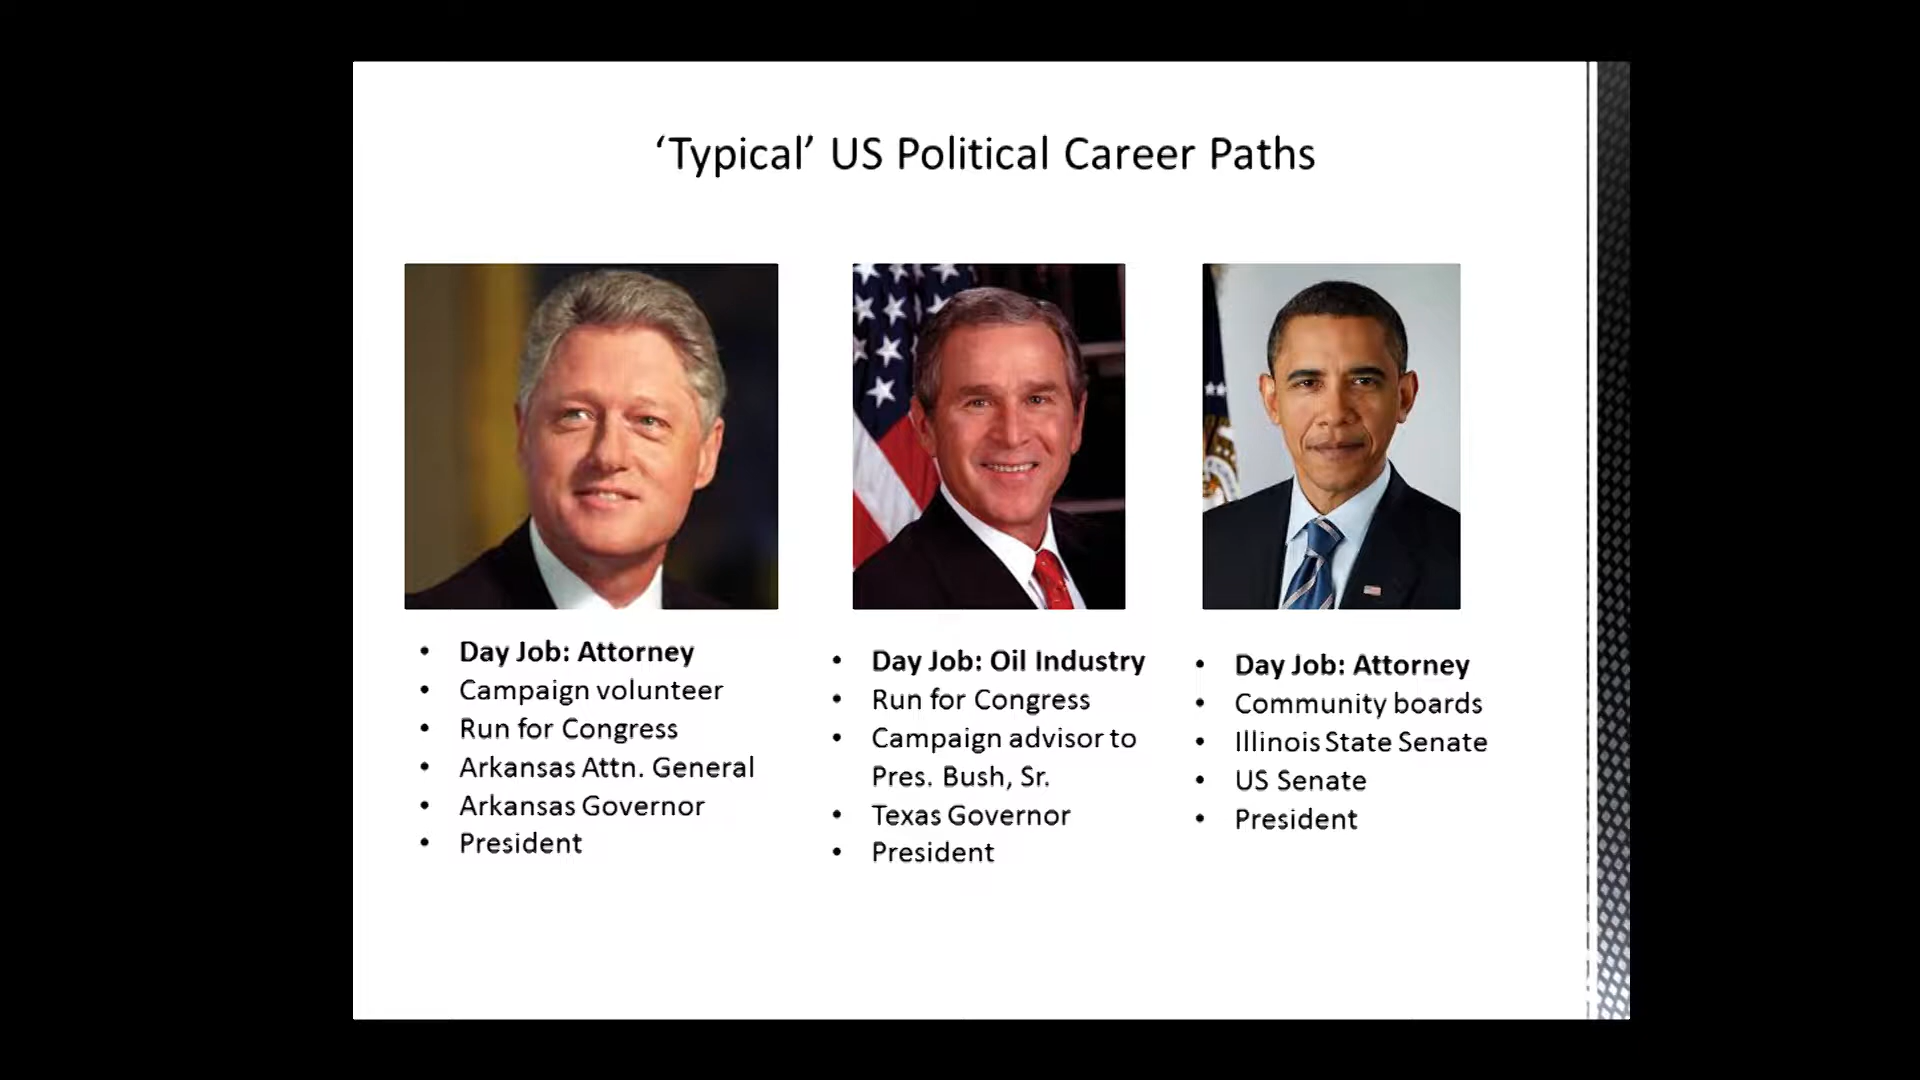 ‘Typical’ US Political Career Paths
• Day Job: Attorney
• Campaign volunteer
• Run for Congress
• Arkansas Attn. General
• Arkansas Governor
• President
• Day Job: Oil Industry
• Run for Congress
• Campaign advisor to
Pres. Bush, Sr.
• Texas Governor
• President
• Day Job: Attorney
• Community boards
• Illinois State Senate
• US Senate
• President